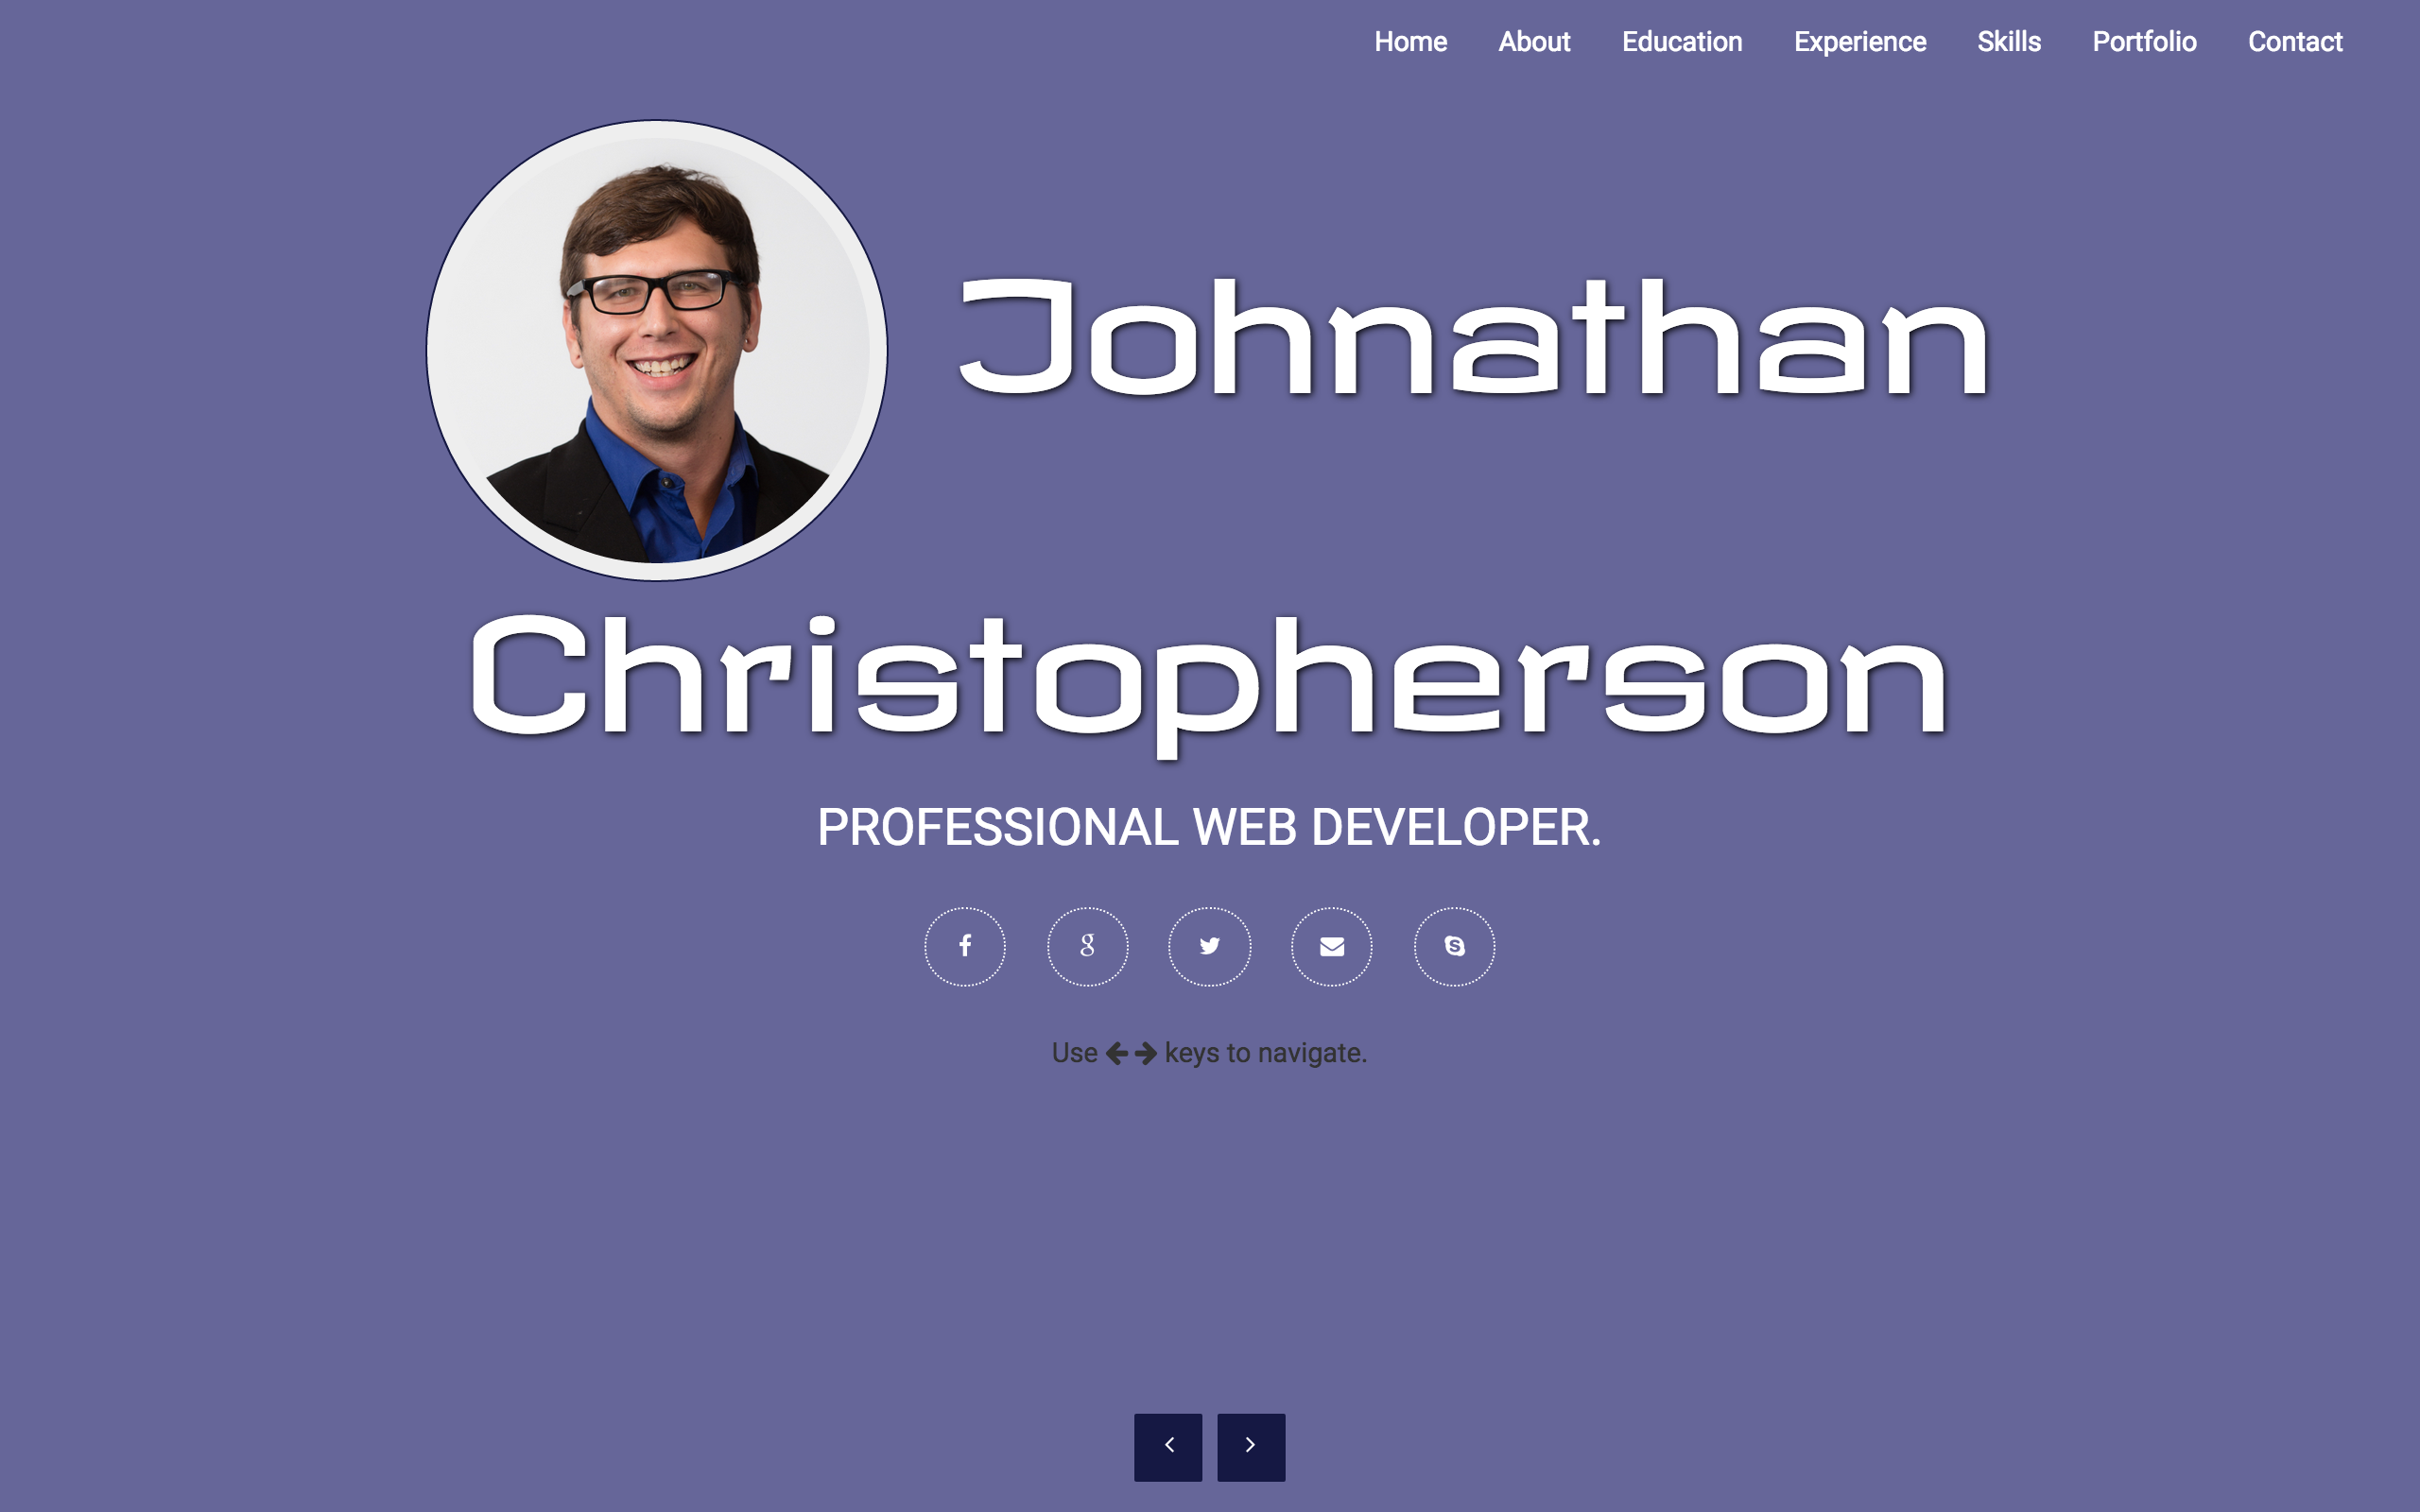 Home About Education Experience Skills Portfolio Contact
Johnathan
Christopherson
PROFESSIONAL WEB DEVELOPER.
Use keys to navigate.